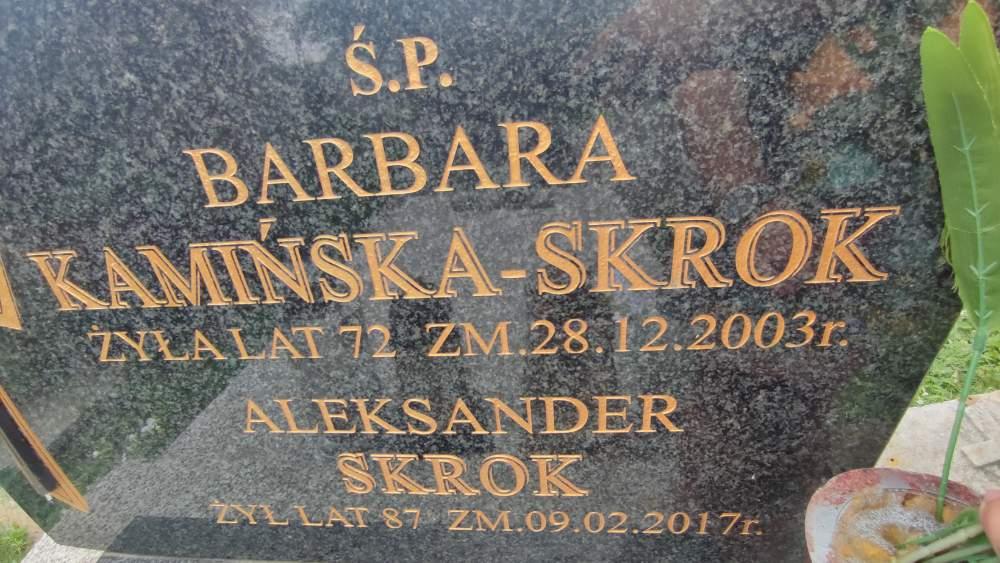 Ś.P.
BARBARA
KAMIŃSKA-SKROK
ŻYŁA LAT 72 ZM.28.12.2003r.
ALEKSANDER
SKROK
ŻYŁ LAT 87 ZM.09.02.2017r.